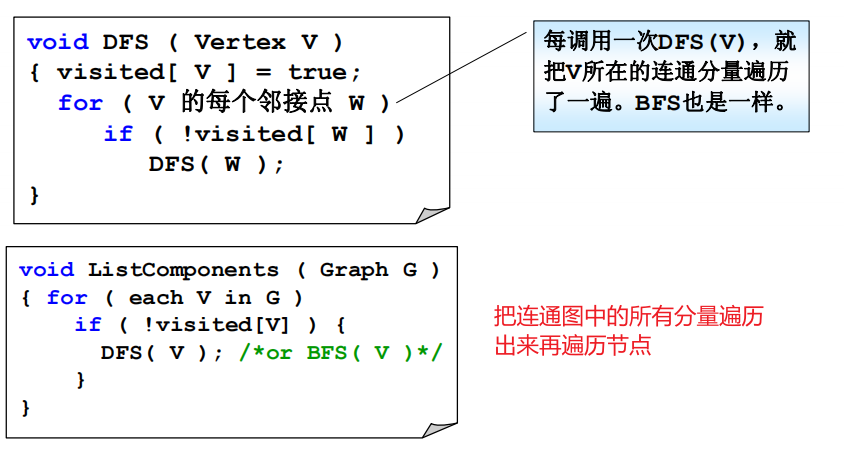 void DFS ( Vertex V )
{ visited[ V ] = true;
for ( V 的每个邻接点 W )
if ( !visited[ W ] )
DFS( W );
}
每调用一次DFS(V)，就
把V所在的连通分量遍历
了一遍。BFS也是一样。
void ListComponents ( Graph G )
{ for ( each V in G )
if ( !visited[V] ) {
DFS( V ); /*or BFS( V )*/
}
}
把连通图中的所有分量遍历
出来再遍历节点